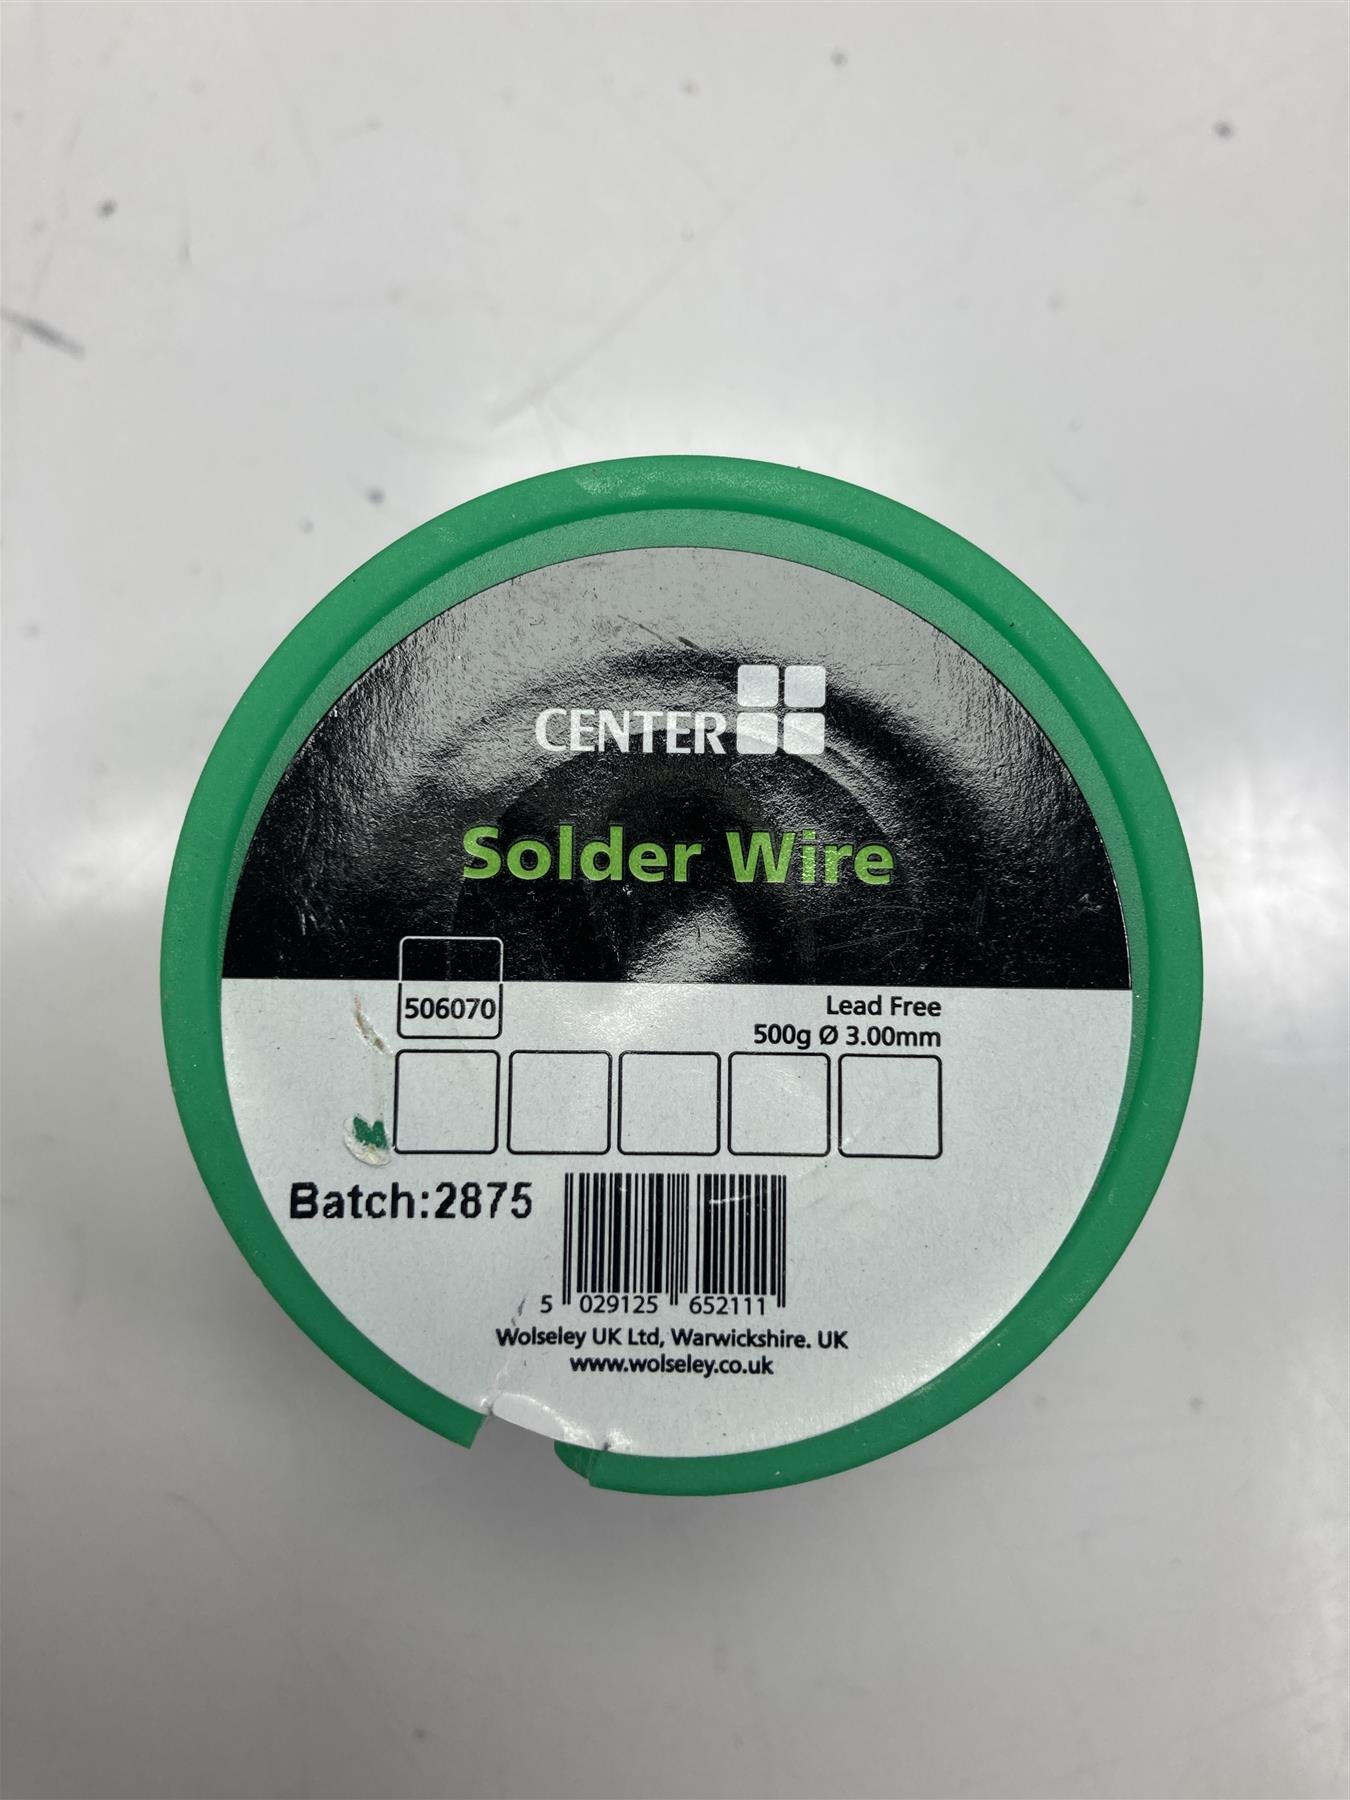 CENTER
Solder Wire
506070
Lead Free
500g Ø 3.00mm
Batch:2875
5 029125 652111
Wolseley UK Ltd, Warwickshire. UK
www.wolseley.co.uk